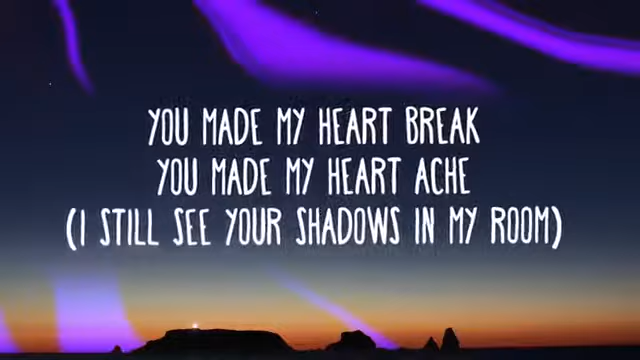 YOU MADE MY HEART BREAK
YOU MADE MY HEART ACHE
(I STILL SEE YOUR SHADOWS IN MY ROOM)